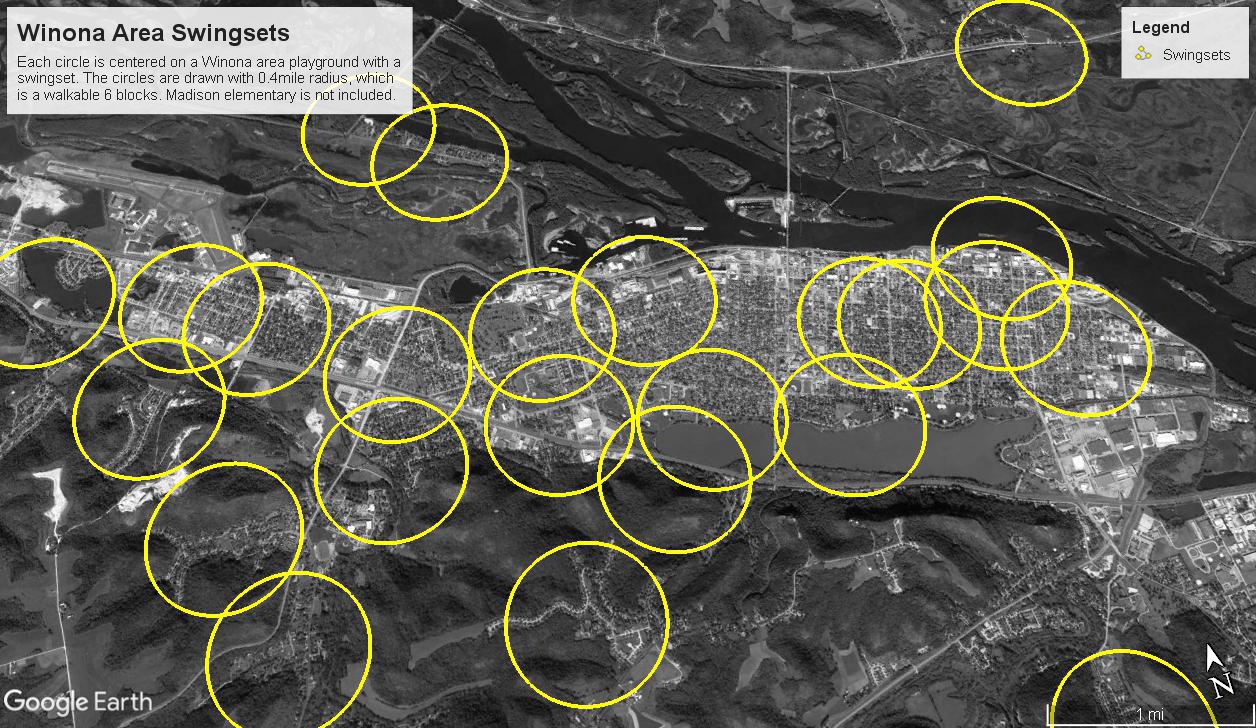 Winona Area Swingsets
Each circle is centered on a Winona area playground with a
swingset. The circles are drawn with 0.4mile radius, which
is a walkable 6 blocks. Madison elementary is not included.
Legend
Swingsets
Google Earth
1 mi
N